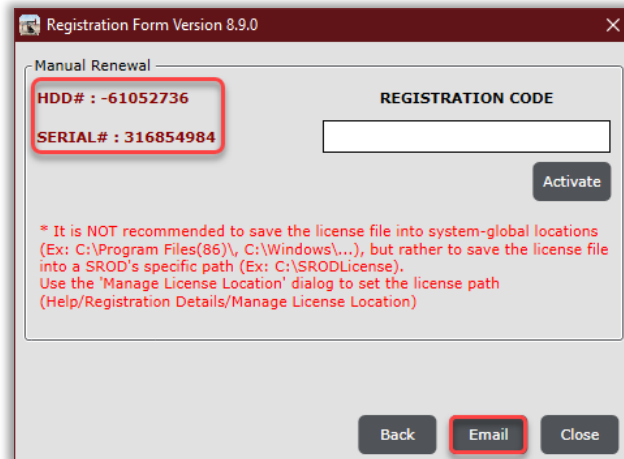 Registration Form Version 8.9.0
Manual Renewal
HDD# : -61052736
REGISTRATION CODE
SERIAL# : 316854984
Activate
* It is NOT recommended to save the license file into system-global locations
(Ex: C:\Program Files(86)\, C:\Windows\...), but rather to save the license file
into a SROD's specific path (Ex: C:\SRODLicense).
Use the 'Manage License Location' dialog to set the license path
(Help/Registration Details/Manage License Location)
Back
Email
Close